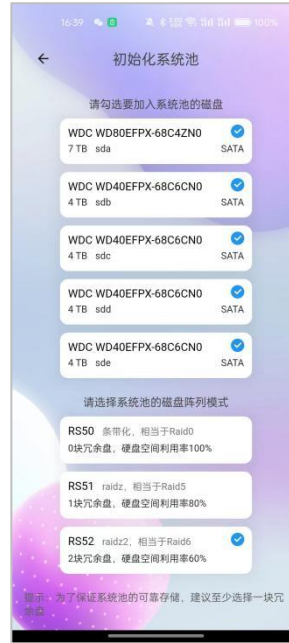 16:39
100%
初始化系统池
请勾选要加入系统池的磁盘
WDC WD80EFPX-68C4ZN0
7 TB sda SATA
WDC WD40EFPX-68C6CN0
4 TB sdb SATA
WDC WD40EFPX-68C6CN0
4 TB sdc SATA
WDC WD40EFPX-68C6CN0
4 TB sdd SATA
WDC WD40EFPX-68C6CN0
4 TB sde SATA
请选择系统池的磁盘阵列模式
RS50 条带化，相当于Raid0
0块冗余盘，硬盘空间利用率100%
RS51 raidz，相当于Raid5
1块冗余盘，硬盘空间利用率80%
RS52 raidz2，相当于Raid6
2块冗余盘，硬盘空间利用率60%
提示：为了保证系统池的可靠存储，建议至少选择一块冗
余盘